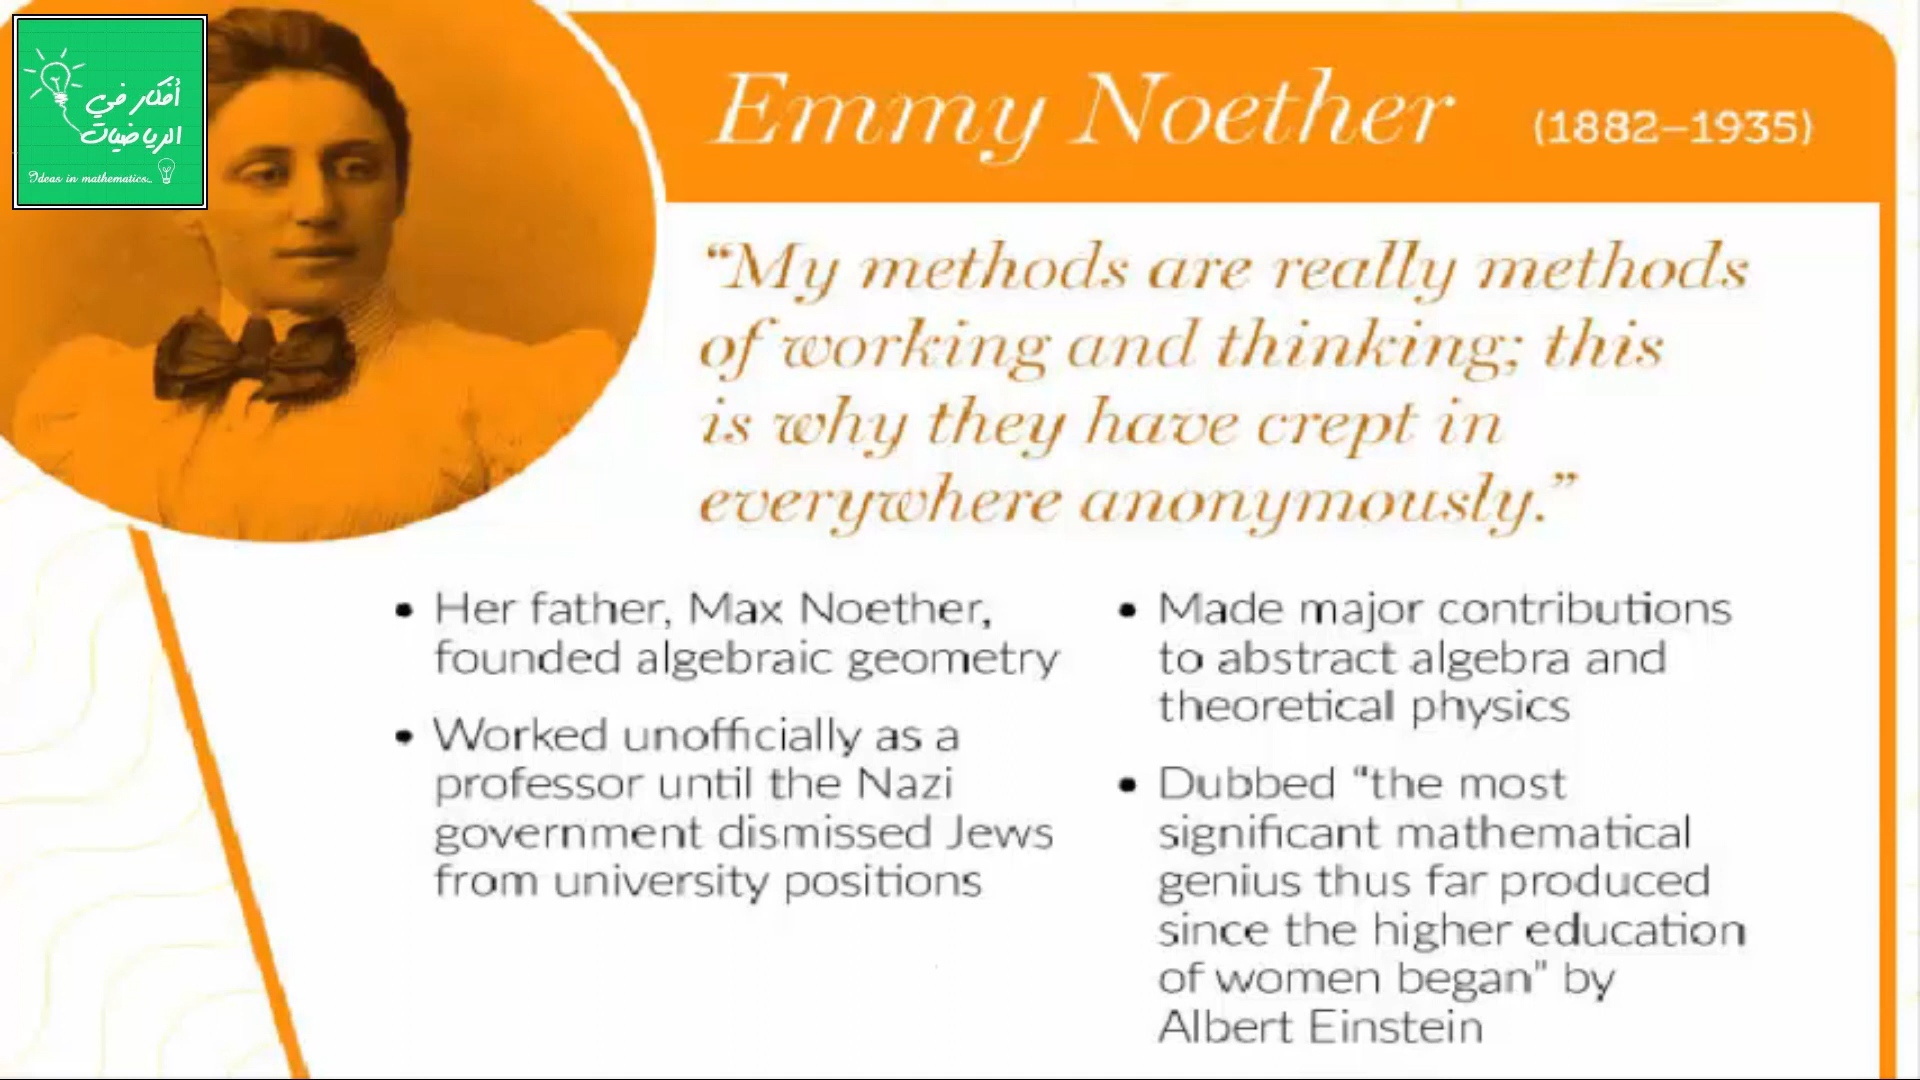 أفكار في
الرياضيات
Ideas in mathematics..
Emmy Noether (1882–1935)
“My methods are really methods
of working and thinking; this
is why they have crept in
everywhere anonymously.”
• Her father, Max Noether,
founded algebraic geometry
• Worked unofficially as a
professor until the Nazi
government dismissed Jews
from university positions
• Made major contributions
to abstract algebra and
theoretical physics
• Dubbed “the most
significant mathematical
genius thus far produced
since the higher education
of women began” by
Albert Einstein